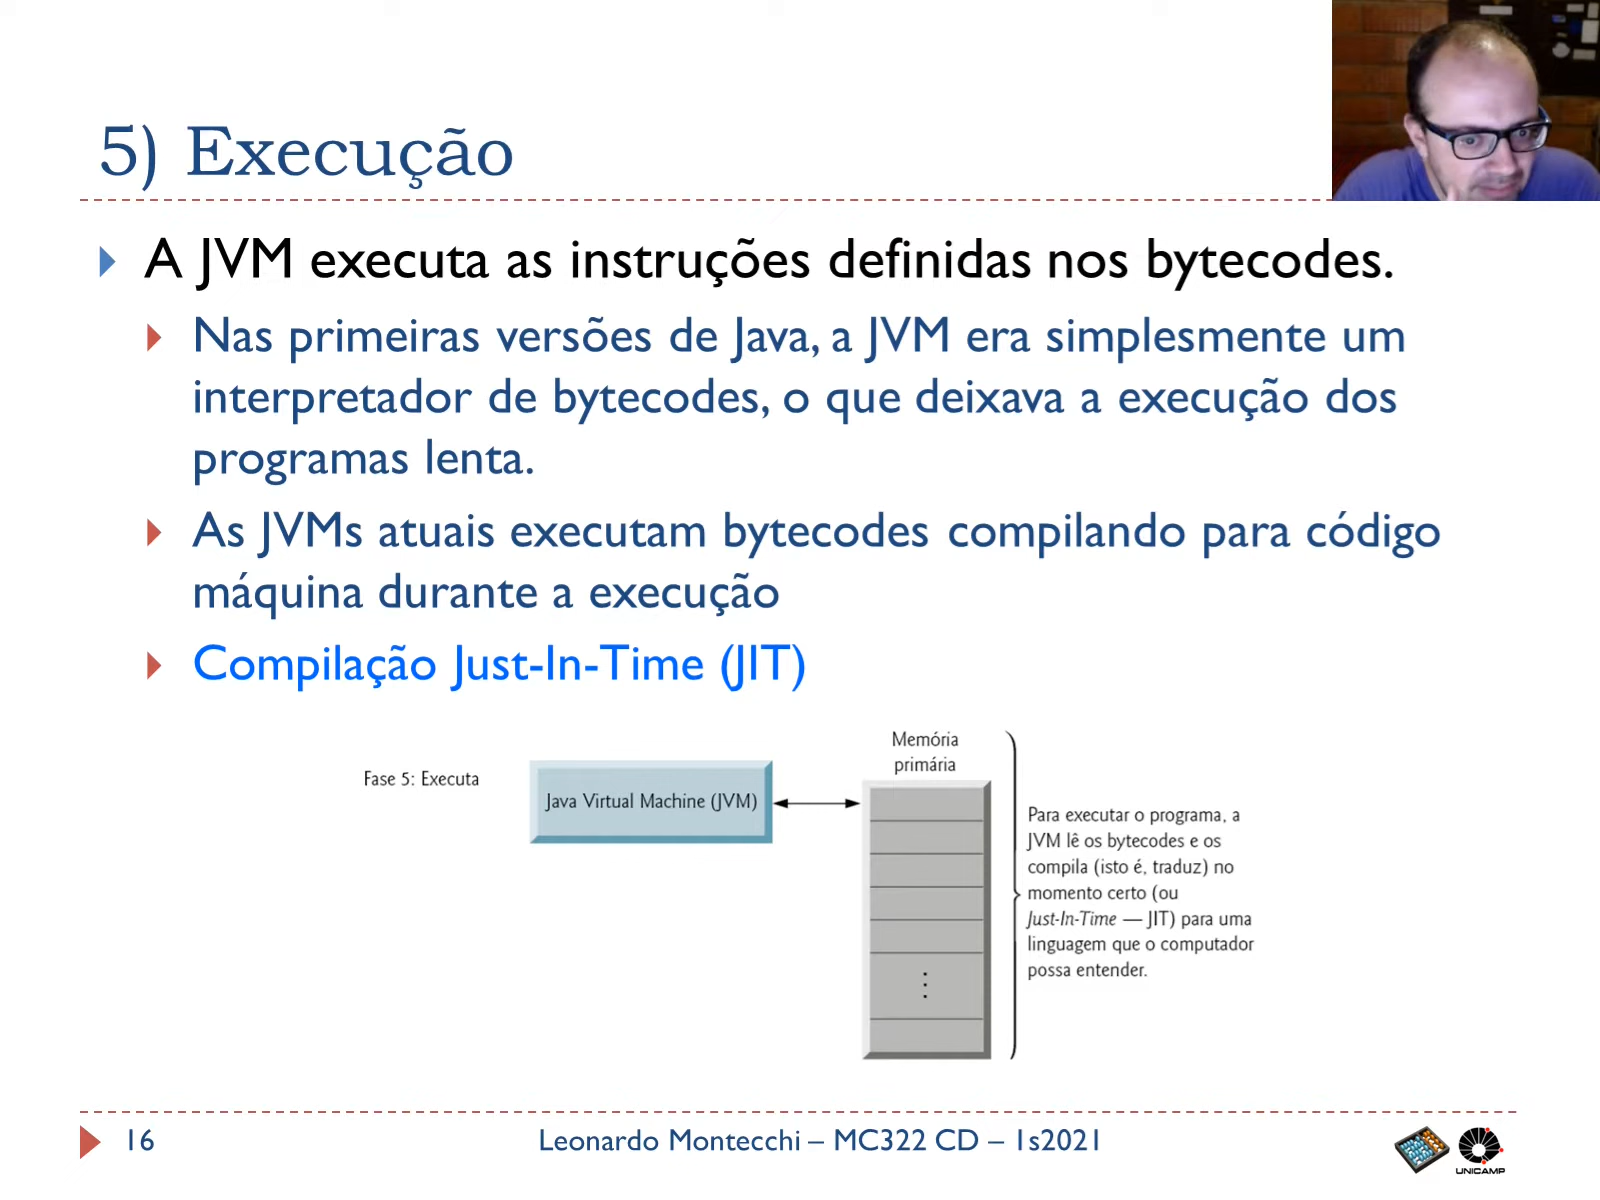 5) Execução
A JVM executa as instruções definidas nos bytecodes.
Nas primeiras versões de Java, a JVM era simplesmente um
interpretador de bytecodes, o que deixava a execução dos
programas lenta.
As JVMs atuais executam bytecodes compilando para código
máquina durante a execução
Compilação Just-In-Time (JIT)
Fase 5: Executa
Java Virtual Machine (JVM)
Memória
primária
Para executar o programa, a
JVM lê os bytecodes e os
compila (isto é, traduz) no
momento certo (ou
Just-In-Time — JIT) para uma
linguagem que o computador
possa entender.
16
Leonardo Montecchi – MC322 CD – 1s2021
UNICAMP